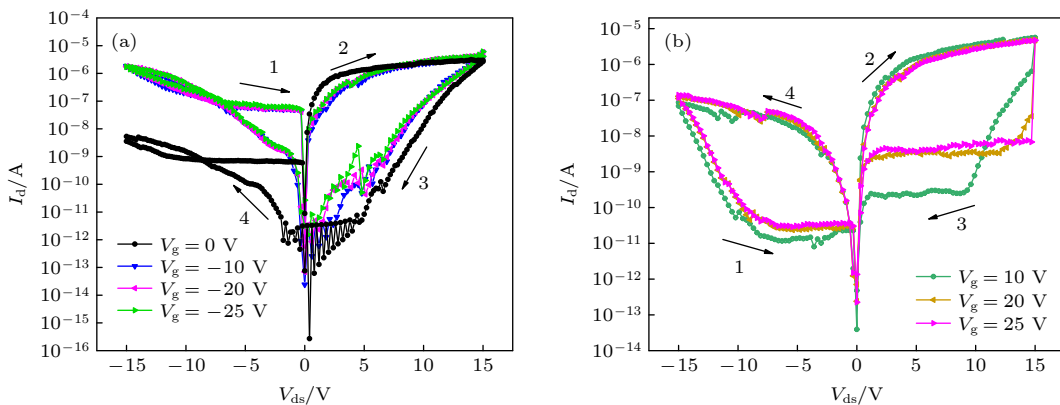 (a)
10⁻⁴
10⁻⁵
10⁻⁶
10⁻⁷
10⁻⁸
10⁻⁹
10⁻¹⁰
10⁻¹¹
10⁻¹²
10⁻¹³
10⁻¹⁴
10⁻¹⁵
10⁻¹⁶
I_d/A
1
2
3
4
V_g = 0 V
V_g = −10 V
V_g = −20 V
V_g = −25 V
−15 −10 −5 0 5 10 15
V_ds/V
(b)
10⁻⁵
10⁻⁶
10⁻⁷
10⁻⁸
10⁻⁹
10⁻¹⁰
10⁻¹¹
10⁻¹²
10⁻¹³
10⁻¹⁴
I_d/A
2
4
3
1
V_g = 10 V
V_g = 20 V
V_g = 25 V
−15 −10 −5 0 5 10 15
V_ds/V